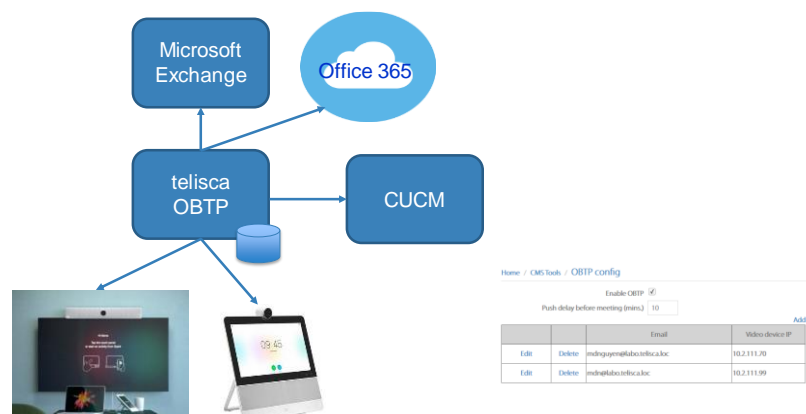 Microsoft
Exchange
Office 365
telisca
OBTP
CUCM
09:45
Home / CMS Tools / OBTP config
Enable OBTP
Push delay before meeting (mins.) 10
Add
Email Video device IP
Edit Delete mdnguyen@labo.telisca.loc 10.2.111.70
Edit Delete mdn@labo.telisca.loc 10.2.111.99